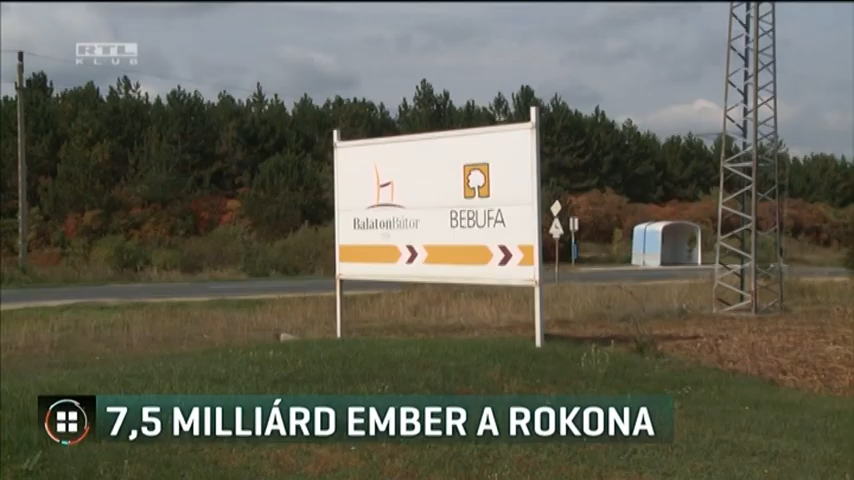 RTL
KLUB
BalatonBútor
BEBUFA
7,5 MILLIÁRD EMBER A ROKONA